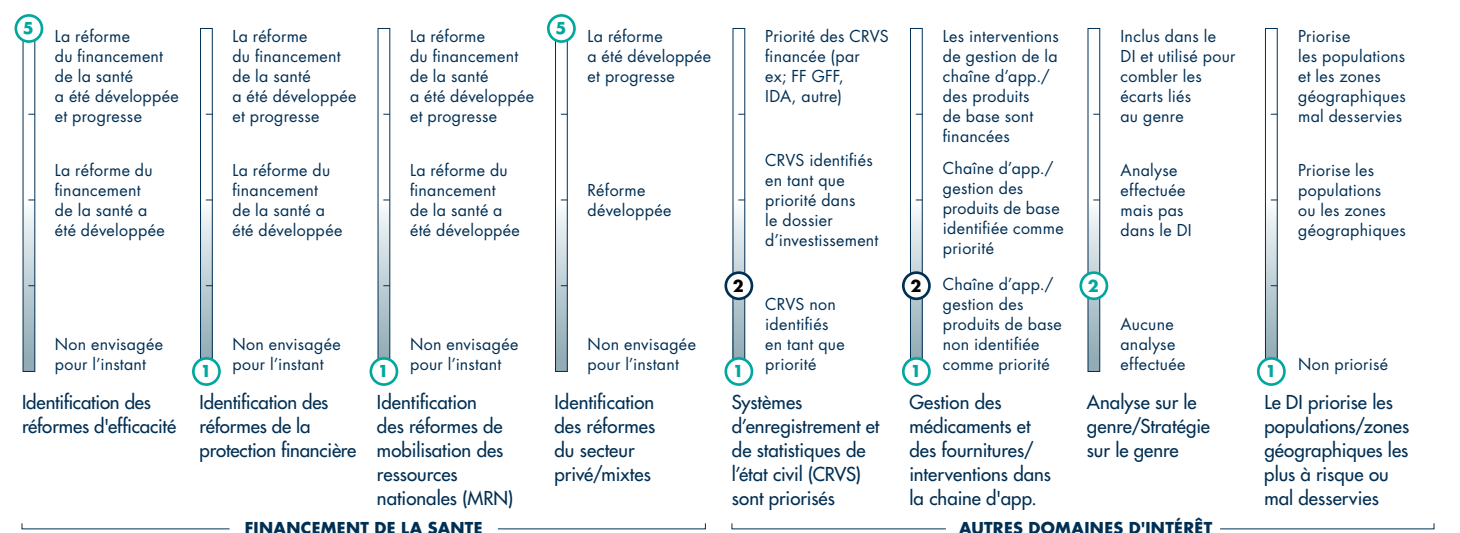 5
La réforme
du financement
de la santé
a été développée
et progresse
La réforme du
financement
de la santé a
été développée
Non envisagée
pour l'instant
Identification des
réformes d'efficacité
La réforme
du financement
de la santé
a été développée
et progresse
La réforme du
financement
de la santé a
été développée
1
Non envisagée
pour l'instant
Identification des
réformes de la
protection financière
La réforme
du financement
de la santé
a été développée
et progresse
La réforme du
financement
de la santé a
été développée
1
Non envisagée
pour l'instant
Identification
des réformes de
mobilisation des
ressources
nationales (MRN)
5
La réforme
a été développée
et progresse
Réforme
développée
Non envisagée
pour l'instant
Identification
des réformes
du secteur
privé/mixtes
FINANCEMENT DE LA SANTE
Priorité des CRVS
financée (par
ex; FF GFF,
IDA, autre)
CRVS identifiés
en tant que
priorité dans
le dossier
d'investissement
2
CRVS non
identifiés
en tant que
priorité
1
Systèmes
d'enregistrement et
de statistiques de
l'état civil (CRVS)
sont priorisés
Les interventions
de gestion de la
chaîne d'app./
des produits
de base sont
financées
Chaîne d'app./
gestion des
produits de base
identifiée comme
priorité
2
Chaîne d'app./
gestion des
produits de base
non identifiée
comme priorité
1
Gestion des
médicaments et
des fournitures/
interventions dans
la chaine d'app.
Inclus dans le
DI et utilisé pour
combler les
écarts liés
au genre
Analyse
effectuée
mais pas
dans le DI
2
Aucune
analyse
effectuée
Analyse sur le
genre/Stratégie
sur le genre
Priorise
les populations
et les zones
géographiques
mal desservies
Priorise les
populations
ou les zones
géographiques
1
Non priorisé
Le DI priorise les
populations/zones
géographiques les
plus à risque ou
mal desservies
AUTRES DOMAINES D'INTÉRÊT